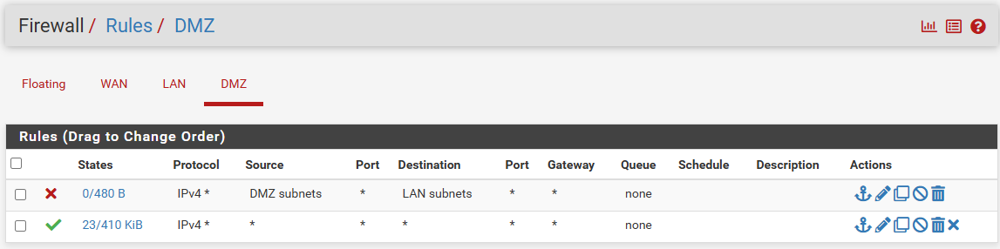 Firewall / Rules / DMZ
Floating WAN LAN DMZ
Rules (Drag to Change Order)
States Protocol Source Port Destination Port Gateway Queue Schedule Description Actions
0/480 B IPv4 * DMZ subnets * LAN subnets * * none
23/410 KiB IPv4 * * * * * * none